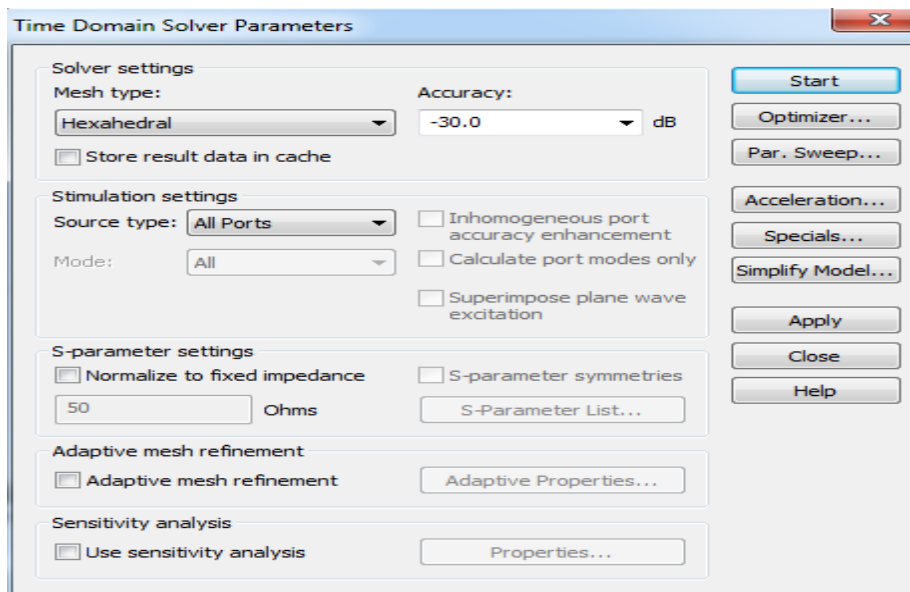 Time Domain Solver Parameters
Solver settings
Mesh type:
Accuracy:
Hexahedral
-30.0
dB
Store result data in cache
Stimulation settings
Source type:
All Ports
Inhomogeneous port
accuracy enhancement
Mode:
All
Calculate port modes only
Superimpose plane wave
excitation
S-parameter settings
Normalize to fixed impedance
S-parameter symmetries
50
Ohms
S-Parameter List...
Adaptive mesh refinement
Adaptive mesh refinement
Adaptive Properties...
Sensitivity analysis
Use sensitivity analysis
Properties...
Start
Optimizer...
Par. Sweep...
Acceleration...
Specials...
Simplify Model...
Apply
Close
Help